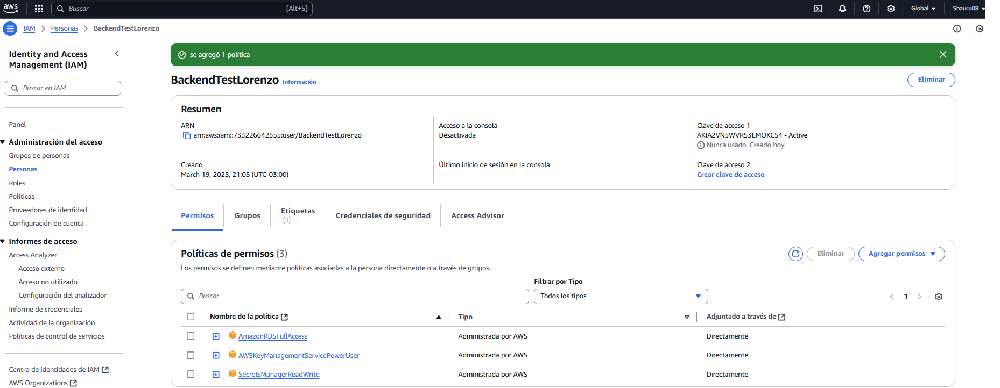 aws
Buscar
[Alt+S]
Global
Shauru08
IAM
Personas
BackendTestLorenzo
Identity and Access
Management (IAM)
Buscar en IAM
Panel
Administración del acceso
Grupos de personas
Personas
Roles
Políticas
Proveedores de identidad
Configuración de cuenta
Informes de acceso
Access Analyzer
Acceso externo
Acceso no utilizado
Configuración del analizador
Informe de credenciales
Actividad de la organización
Políticas de control de servicios
Centro de identidades de IAM
AWS Organizations
se agregó 1 política
BackendTestLorenzo Información
Eliminar
Resumen
ARN
arn:aws:iam::733226642555:user/BackendTestLorenzo
Creado
March 19, 2025, 21:05 (UTC-03:00)
Acceso a la consola
Desactivada
Último inicio de sesión en la consola
-
Clave de acceso 1
AKIA2VN5WVR53EMOKC54 - Active
Nunca usado. Creado hoy.
Clave de acceso 2
Crear clave de acceso
Permisos
Grupos
Etiquetas
(1)
Credenciales de seguridad
Access Advisor
Políticas de permisos (3)
Eliminar
Agregar permisos
Los permisos se definen mediante políticas asociadas a la persona directamente o a través de grupos.
Filtrar por Tipo
Buscar
Todos los tipos
1
Nombre de la política
Tipo
Adjuntado a través de
AmazonRDSFullAccess
Administrada por AWS
Directamente
AWSKeyManagementServicePowerUser
Administrada por AWS
Directamente
SecretsManagerReadWrite
Administrada por AWS
Directamente